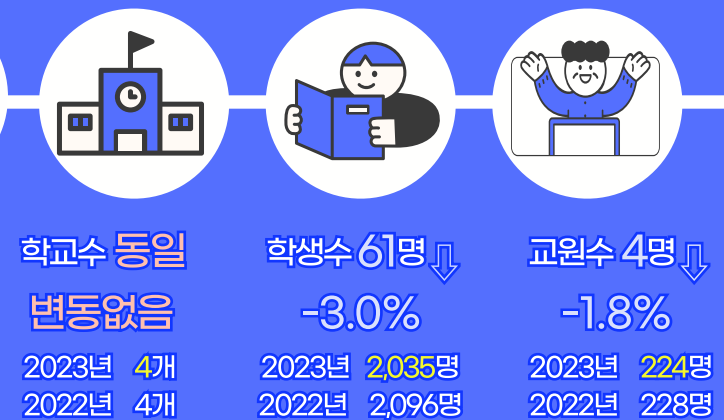 학교수 동일
변동없음
2023년 4개
2022년 4개
학생수 61명
-3.0%
2023년 2,035명
2022년 2,096명
교원수 4명
-1.8%
2023년 224명
2022년 228명